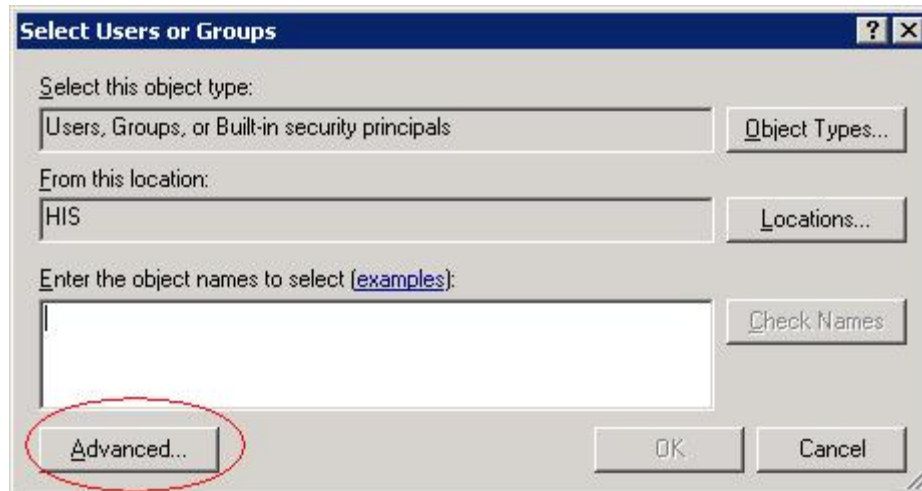 Select Users or Groups
Select this object type:
Users, Groups, or Built-in security principals
Object Types...
From this location:
HIS
Locations...
Enter the object names to select (examples):
Check Names
Advanced...
OK
Cancel